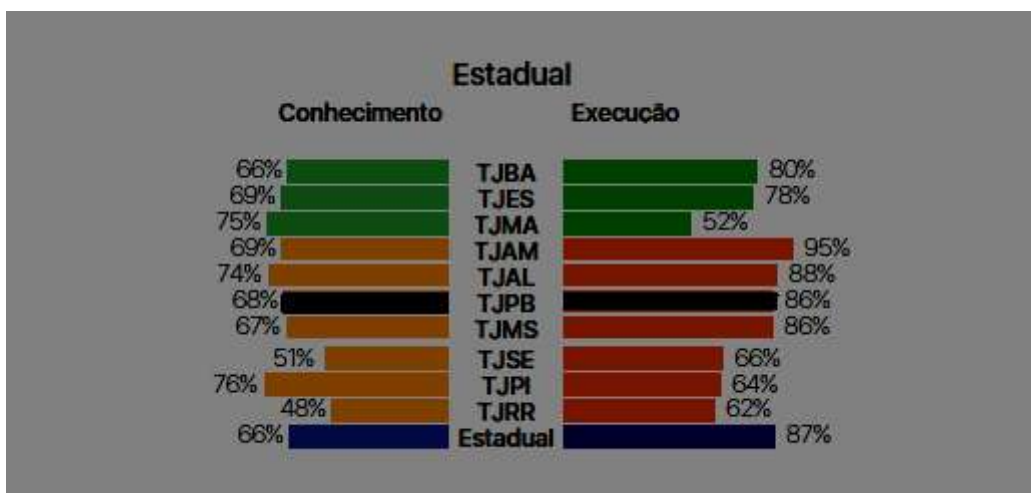 Estadual
Conhecimento Execução
66% TJBA 80%
69% TJES 78%
75% TJMA 52%
69% TJAM 95%
74% TJAL 88%
68% TJPB 86%
67% TJMS 86%
51% TJSE 66%
76% TJPI 64%
48% TJRR 62%
66% Estadual 87%